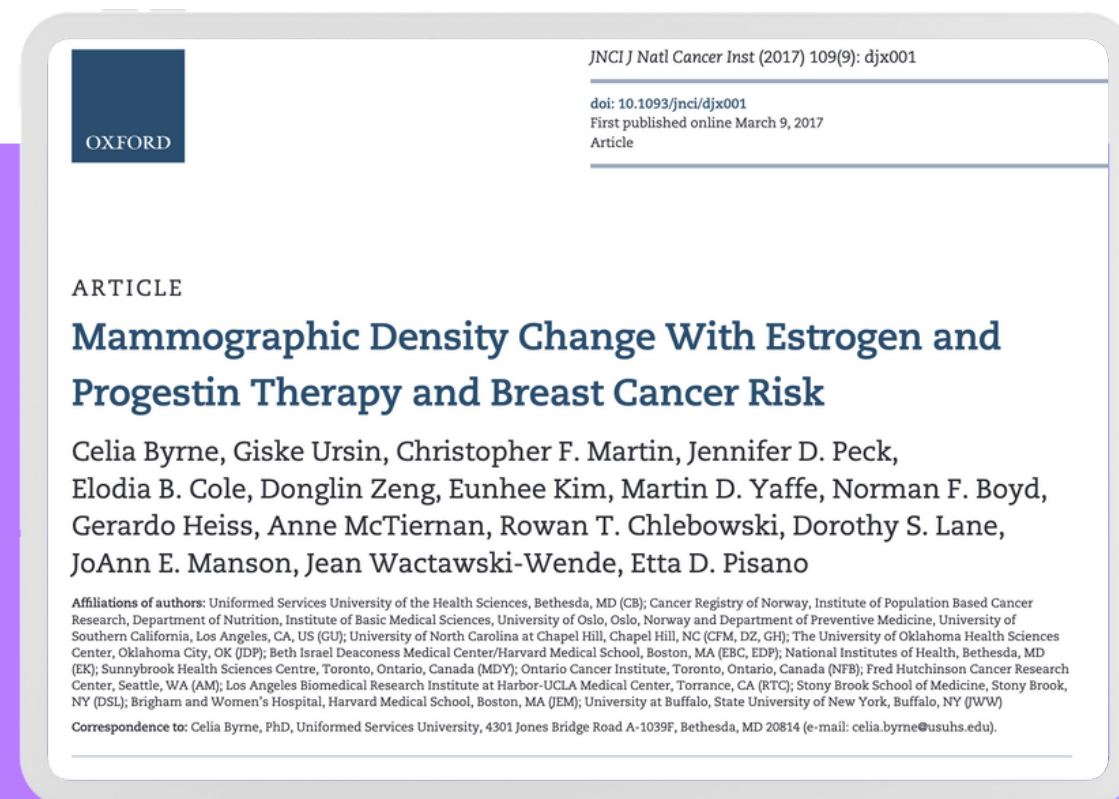 OXFORD
JNCI J Natl Cancer Inst (2017) 109(9): djx001
doi: 10.1093/jnci/djx001
First published online March 9, 2017
Article
ARTICLE
Mammographic Density Change With Estrogen and
Progestin Therapy and Breast Cancer Risk
Celia Byrne, Giske Ursin, Christopher F. Martin, Jennifer D. Peck,
Elodia B. Cole, Donglin Zeng, Eunhee Kim, Martin D. Yaffe, Norman F. Boyd,
Gerardo Heiss, Anne McTiernan, Rowan T. Chlebowski, Dorothy S. Lane,
JoAnn E. Manson, Jean Wactawski-Wende, Etta D. Pisano
Affiliations of authors: Uniformed Services University of the Health Sciences, Bethesda, MD (CB); Cancer Registry of Norway, Institute of Population Based Cancer
Research, Department of Nutrition, Institute of Basic Medical Sciences, University of Oslo, Oslo, Norway and Department of Preventive Medicine, University of
Southern California, Los Angeles, CA, US (GU); University of North Carolina at Chapel Hill, Chapel Hill, NC (CFM, DZ, GH); The University of Oklahoma Health Sciences
Center, Oklahoma City, OK (JDP); Beth Israel Deaconess Medical Center/Harvard Medical School, Boston, MA (EBC, EDP); National Institutes of Health, Bethesda, MD
(EK); Sunnybrook Health Sciences Centre, Toronto, Ontario, Canada (MDY); Ontario Cancer Institute, Toronto, Ontario, Canada (NFB); Fred Hutchinson Cancer Research
Center, Seattle, WA (AM); Los Angeles Biomedical Research Institute at Harbor-UCLA Medical Center, Torrance, CA (RTC); Stony Brook School of Medicine, Stony Brook,
NY (DSL); Brigham and Women's Hospital, Harvard Medical School, Boston, MA (JEM); University at Buffalo, State University of New York, Buffalo, NY (JWW)
Correspondence to: Celia Byrne, PhD, Uniformed Services University, 4301 Jones Bridge Road A-1039F, Bethesda, MD 20814 (e-mail: celia.byrne@usuhs.edu).